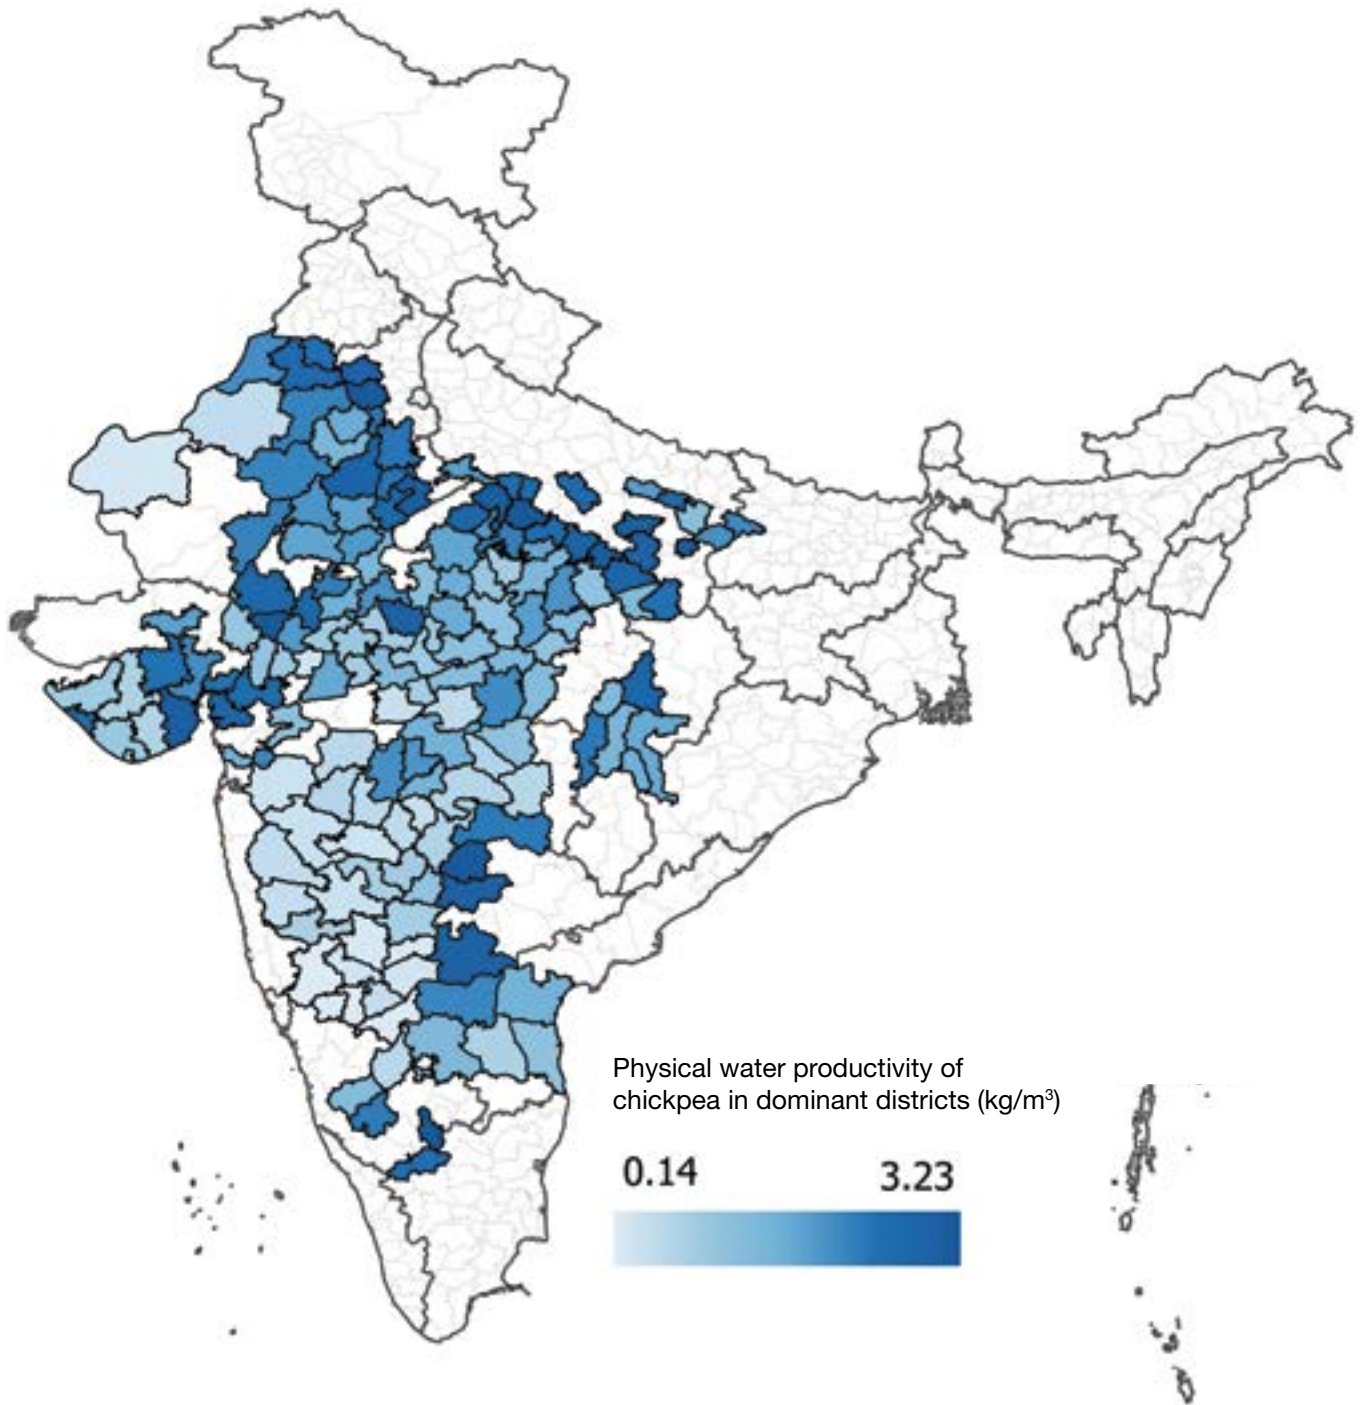 Physical water productivity of
chickpea in dominant districts (kg/m³)
0.14 3.23